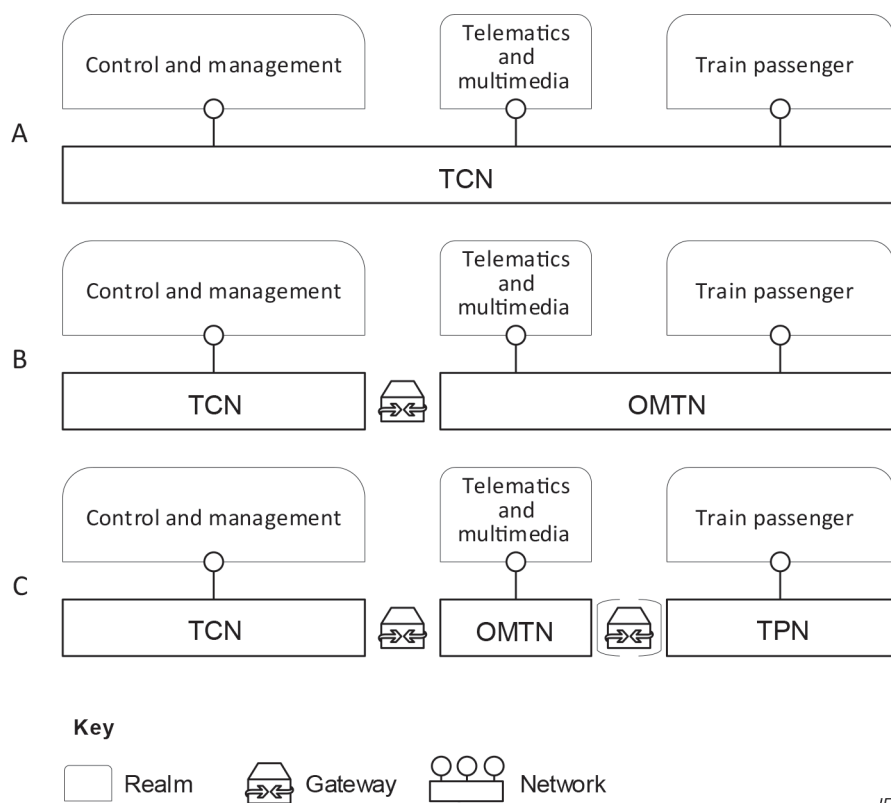 Control and management
Telematics
and
multimedia
Train passenger
A
TCN
Control and management
Telematics
and
multimedia
Train passenger
B
TCN
OMTN
Control and management
Telematics
and
multimedia
Train passenger
C
TCN
OMTN
TPN
Key
Realm
Gateway
Network